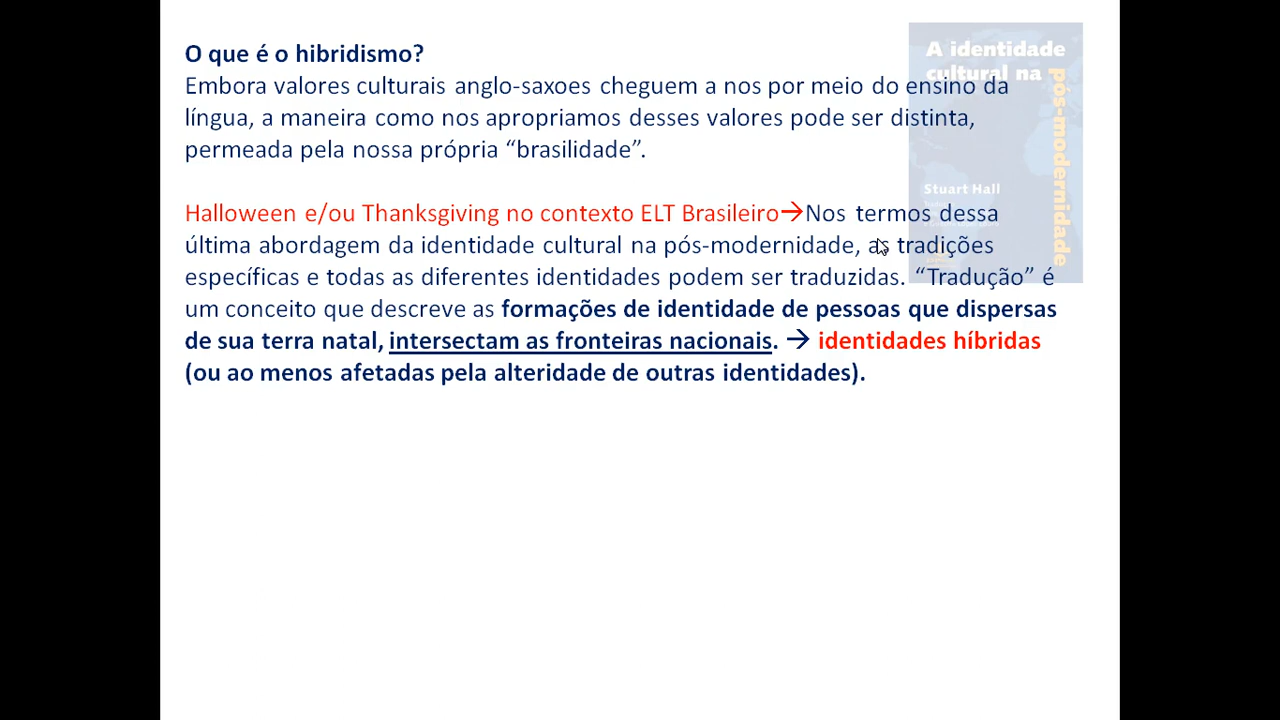 O que é o hibridismo?
Embora valores culturais anglo-saxoes cheguem a nos por meio do ensino da
língua, a maneira como nos apropriamos desses valores pode ser distinta,
permeada pela nossa própria “brasilidade”.
Halloween e/ou Thanksgiving no contexto ELT Brasileiro→Nos termos dessa
última abordagem da identidade cultural na pós-modernidade, as tradições
específicas e todas as diferentes identidades podem ser traduzidas. “Tradução” é
um conceito que descreve as formações de identidade de pessoas que dispersas
de sua terra natal, intersectam as fronteiras nacionais. → identidades híbridas
(ou ao menos afetadas pela alteridade de outras identidades).
A identidade
cultural na
pós-modernidade
Stuart Hall